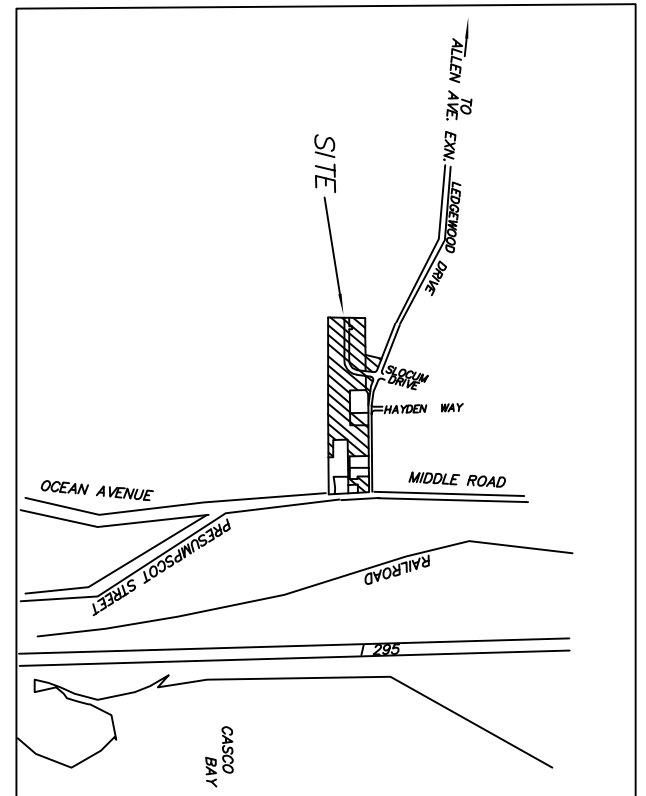 TO
ALLEN AVE. EXN.
LEDGEWOOD
DRIVE
SITE
SLOCUM
DRIVE
HAYDEN WAY
OCEAN AVENUE
MIDDLE ROAD
PRESUMPSCOT STREET
RAILROAD
I 295
CASCO
BAY